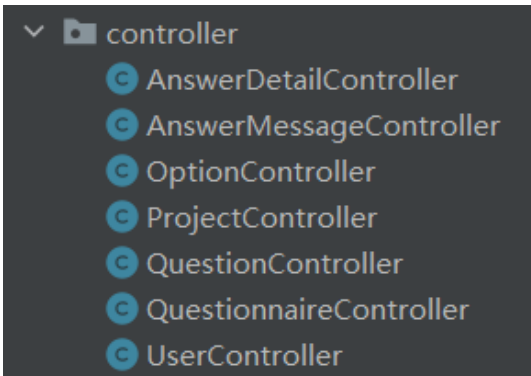 controller
C AnswerDetailController
C AnswerMessageController
C OptionController
C ProjectController
C QuestionController
C QuestionnaireController
C UserController